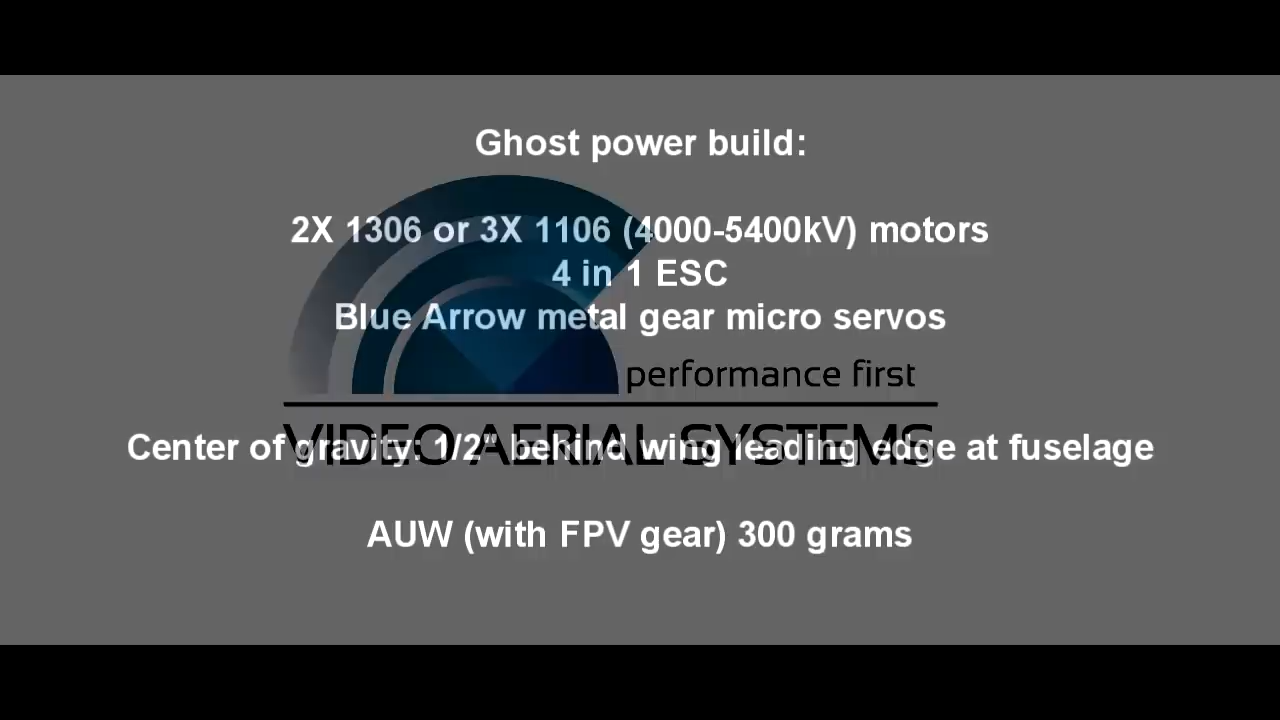 Ghost power build:
2X 1306 or 3X 1106 (4000-5400kV) motors
4 in 1 ESC
Blue Arrow metal gear micro servos
performance first
VIDEO AERIAL SYSTEMS
Center of gravity: 1/2" behind wing leading edge at fuselage
AUW (with FPV gear) 300 grams